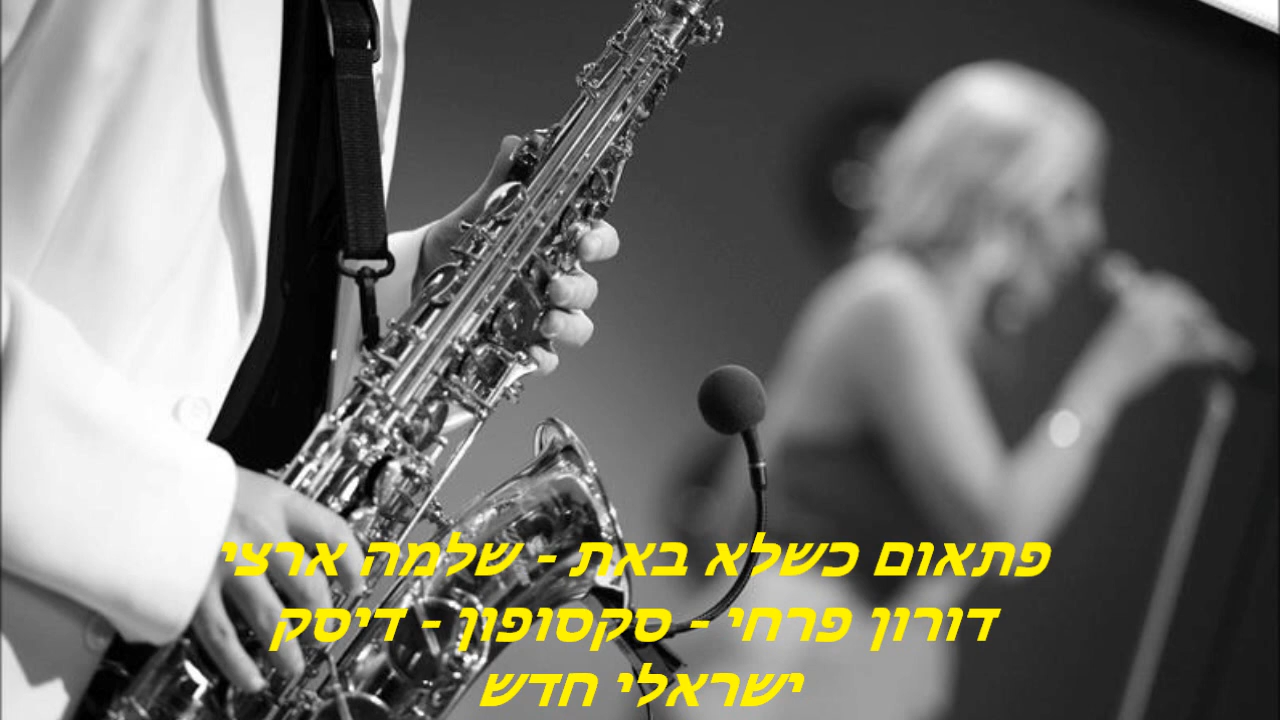 פתאום כשלא באת - שלמה ארצי
דורון פרחי - סקסופון - דיסק
ישראלי חדש